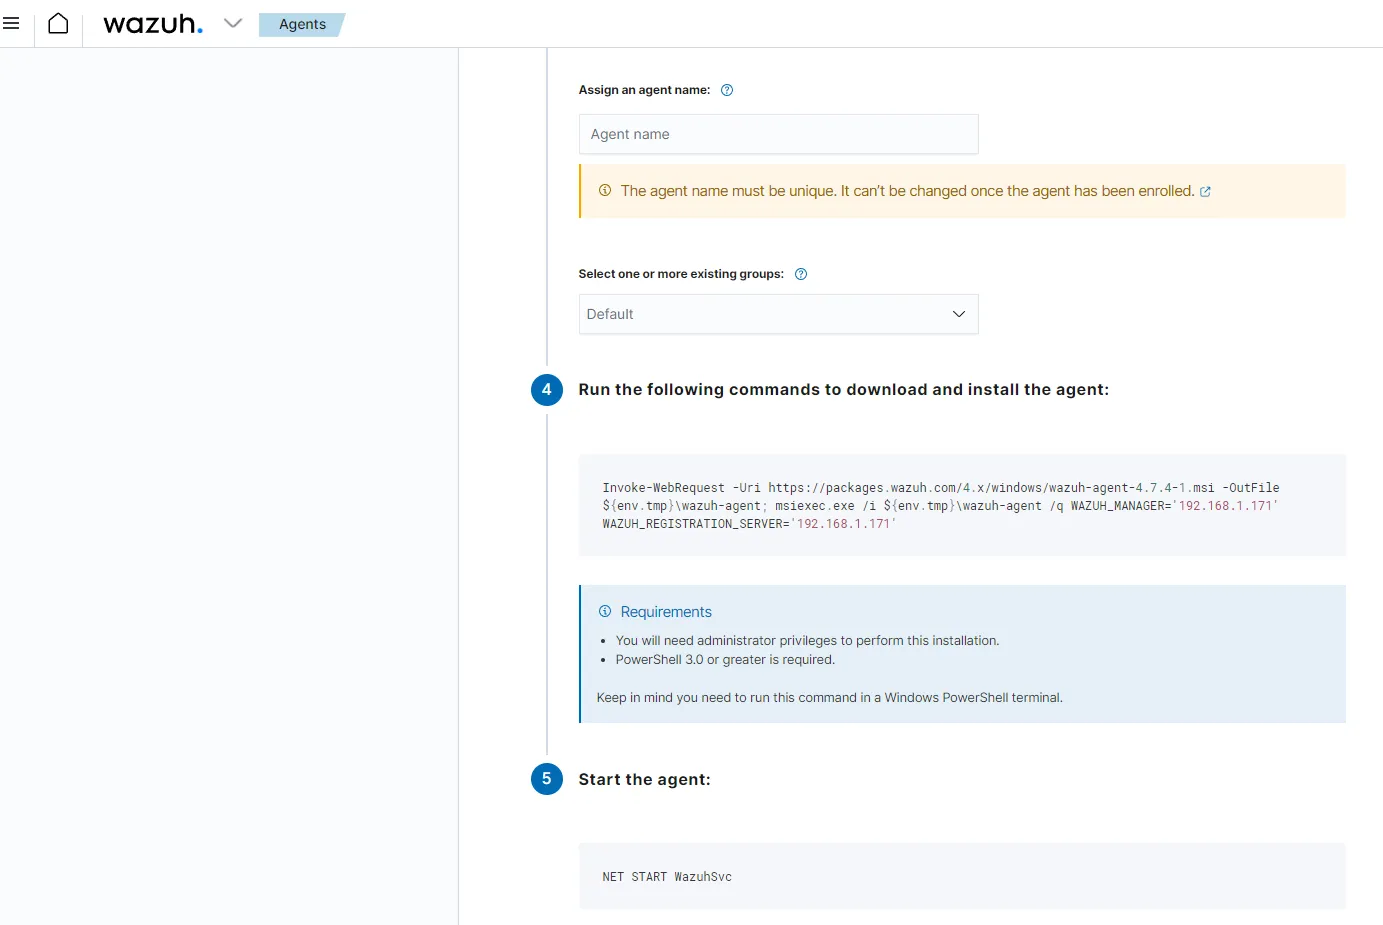 wazuh.
Agents
Assign an agent name:
Agent name
The agent name must be unique. It can’t be changed once the agent has been enrolled.
Select one or more existing groups:
Default
4
Run the following commands to download and install the agent:
Invoke-WebRequest -Uri https://packages.wazuh.com/4.x/windows/wazuh-agent-4.7.4-1.msi -OutFile
${env.tmp}\wazuh-agent; msiexec.exe /i ${env.tmp}\wazuh-agent /q WAZUH_MANAGER='192.168.1.171'
WAZUH_REGISTRATION_SERVER='192.168.1.171'
Requirements
• You will need administrator privileges to perform this installation.
• PowerShell 3.0 or greater is required.
Keep in mind you need to run this command in a Windows PowerShell terminal.
5
Start the agent:
NET START WazuhSvc